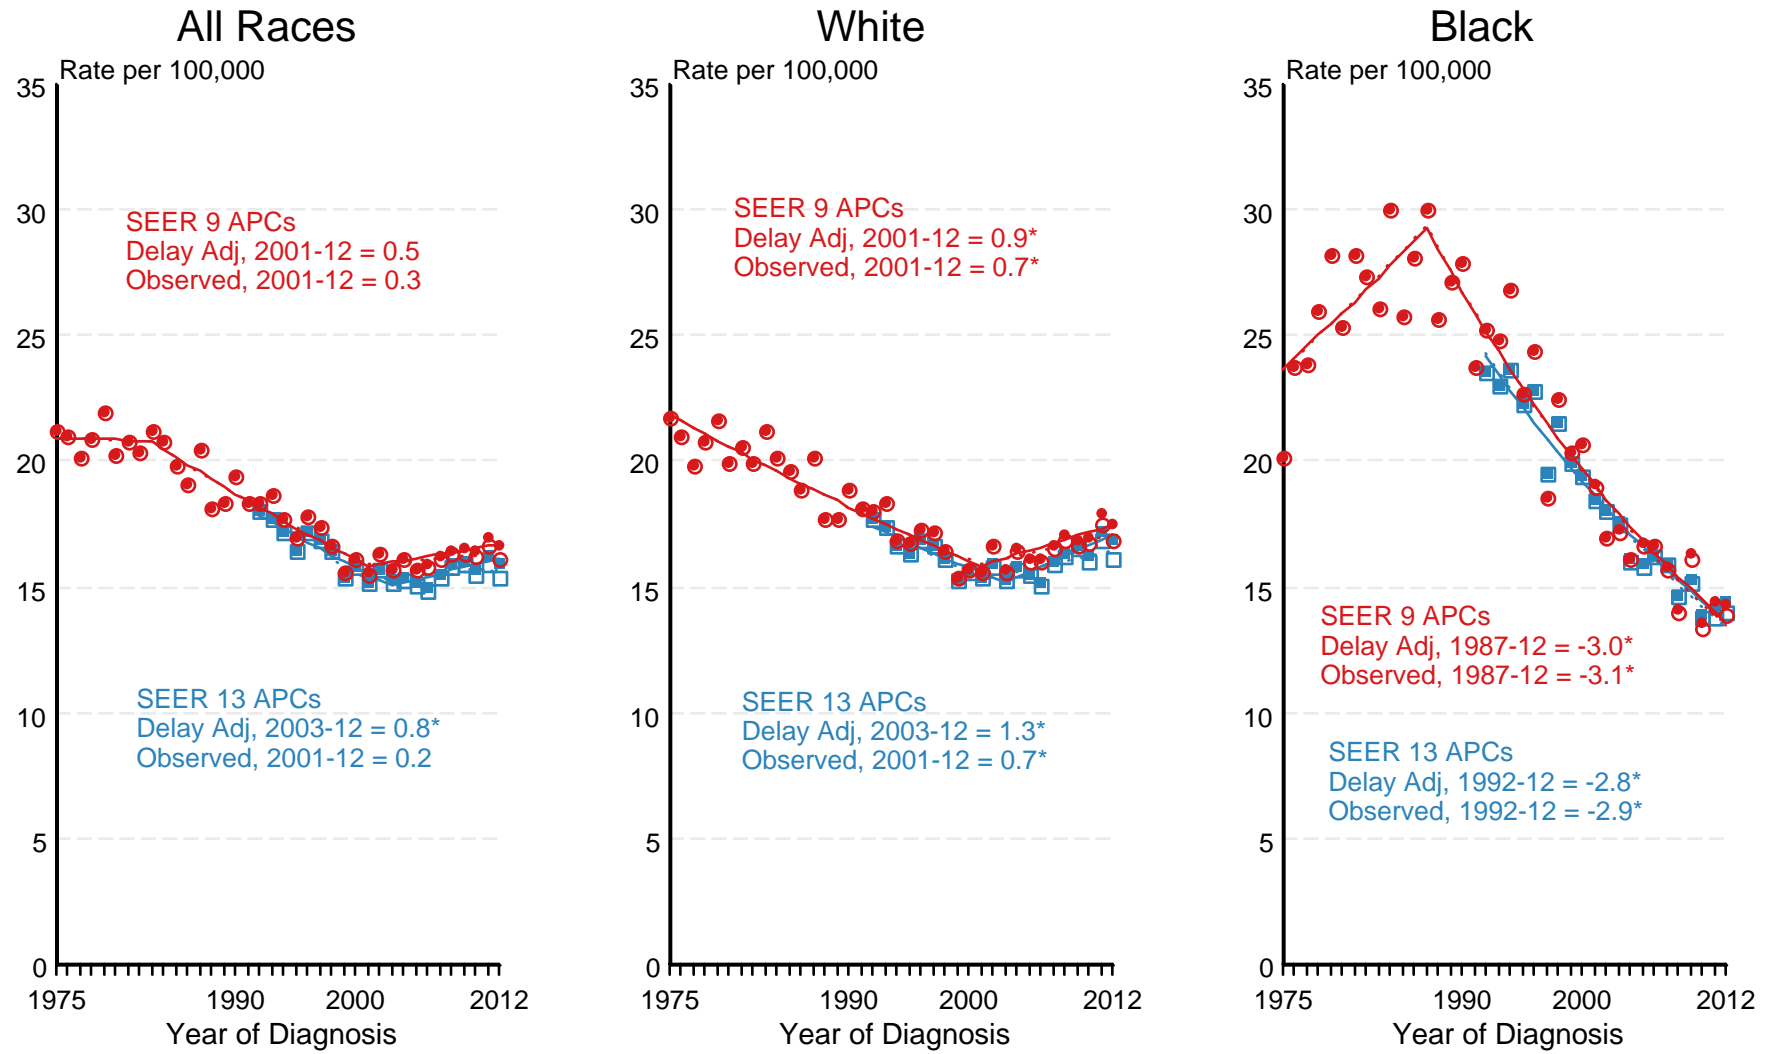 All Races
Rate per 100,000
35
30
25
20
15
10
5
0
SEER 9 APCs
Delay Adj, 2001-12 = 0.5
Observed, 2001-12 = 0.3
SEER 13 APCs
Delay Adj, 2003-12 = 0.8*
Observed, 2001-12 = 0.2
1975 1990 2000 2012
Year of Diagnosis
White
Rate per 100,000
35
30
25
20
15
10
5
0
SEER 9 APCs
Delay Adj, 2001-12 = 0.9*
Observed, 2001-12 = 0.7*
SEER 13 APCs
Delay Adj, 2003-12 = 1.3*
Observed, 2001-12 = 0.7*
1975 1990 2000 2012
Year of Diagnosis
Black
Rate per 100,000
35
30
25
20
15
10
5
0
SEER 9 APCs
Delay Adj, 1987-12 = -3.0*
Observed, 1987-12 = -3.1*
SEER 13 APCs
Delay Adj, 1992-12 = -2.8*
Observed, 1992-12 = -2.9*
1975 1990 2000 2012
Year of Diagnosis